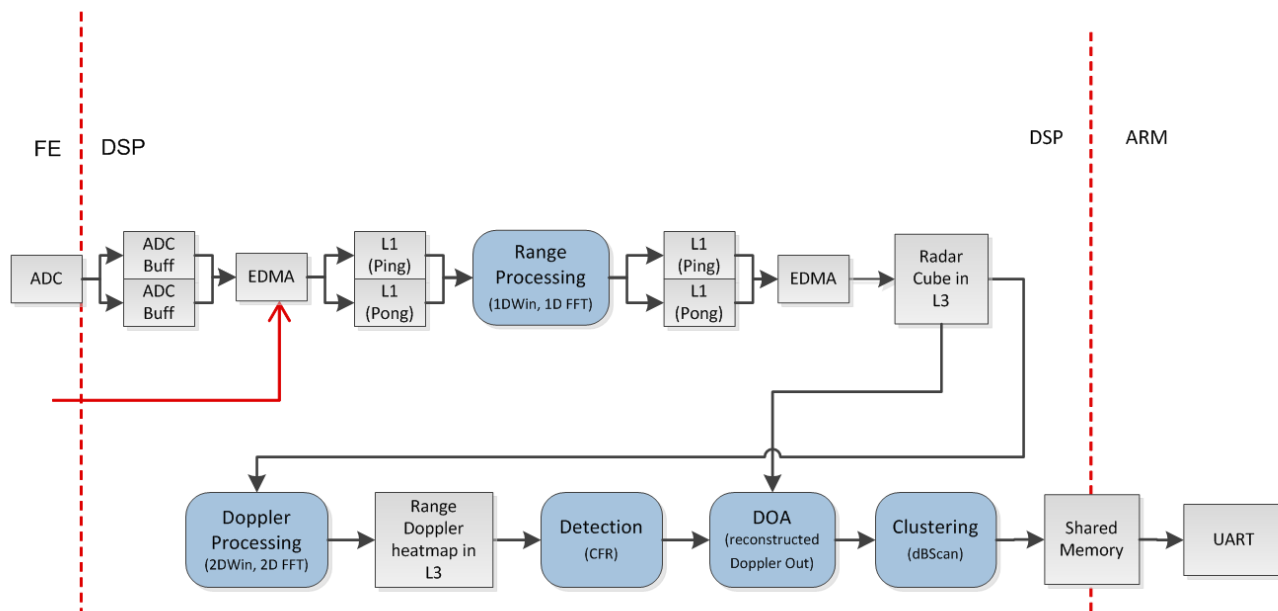 FE
DSP
DSP
ARM
ADC
ADC
Buff
ADC
Buff
EDMA
L1
(Ping)
L1
(Pong)
Range
Processing
(1DWin, 1D FFT)
L1
(Ping)
L1
(Pong)
EDMA
Radar
Cube in
L3
Doppler
Processing
(2DWin, 2D FFT)
Range
Doppler
heatmap in
L3
Detection
(CFR)
DOA
(reconstructed
Doppler Out)
Clustering
(dBScan)
Shared
Memory
UART